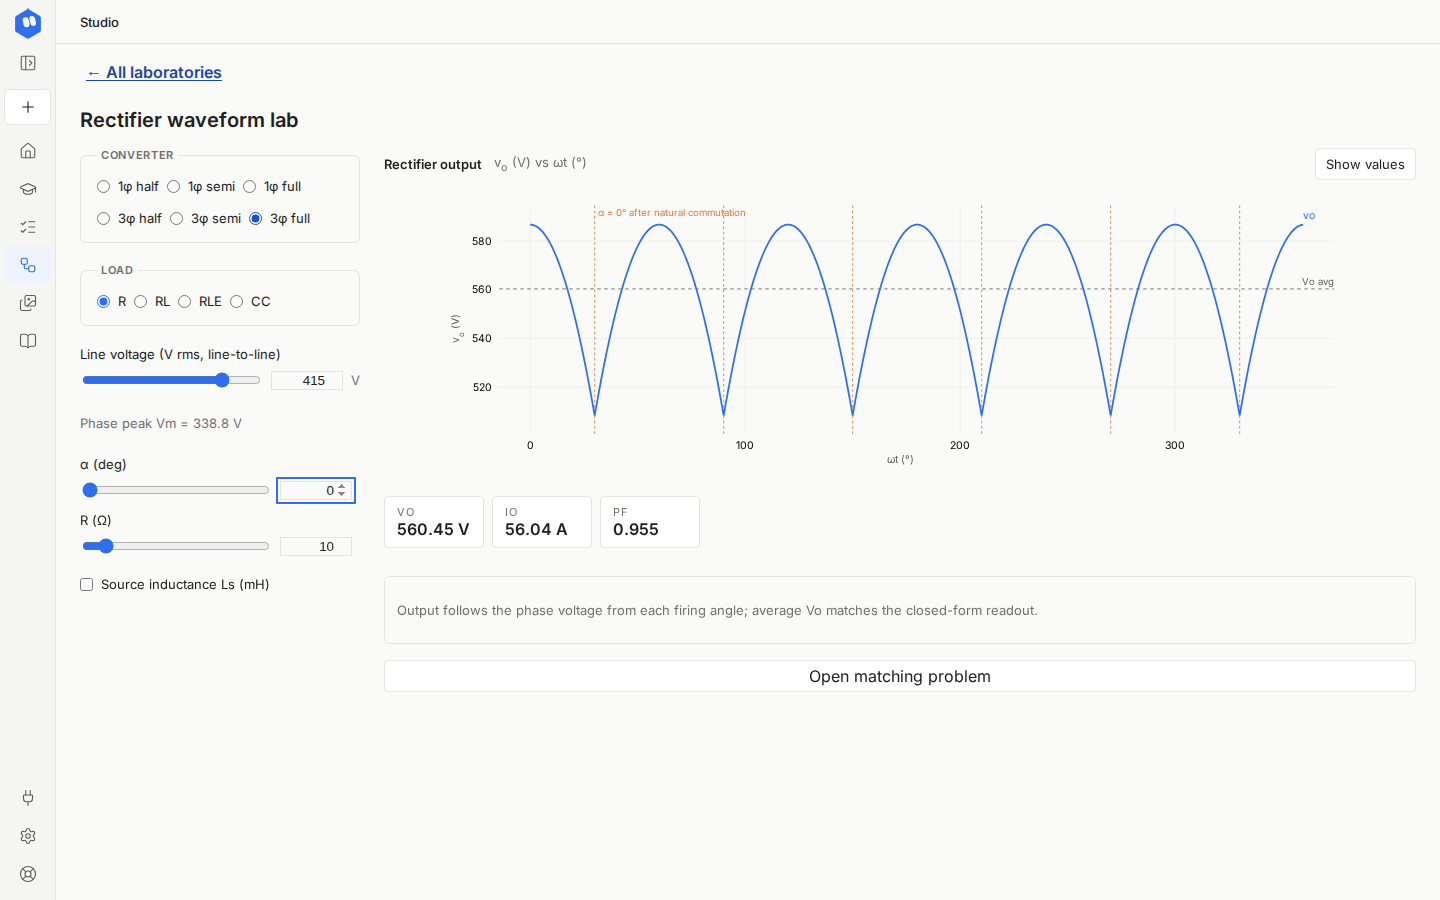 Studio
← All laboratories
Rectifier waveform lab
CONVERTER
1φ half 1φ semi 1φ full
3φ half 3φ semi 3φ full
LOAD
R RL RLE CC
Line voltage (V rms, line-to-line)
415 V
Phase peak Vm = 338.8 V
α (deg)
0
R (Ω)
10
Source inductance Ls (mH)
Rectifier output vo (V) vs ωt (°)
Show values
α = 0° after natural commutation
vo
580
560
540
520
Vo avg
vo (V)
0 100 200 300
ωt (°)
VO
560.45 V
IO
56.04 A
PF
0.955
Output follows the phase voltage from each firing angle; average Vo matches the closed-form readout.
Open matching problem